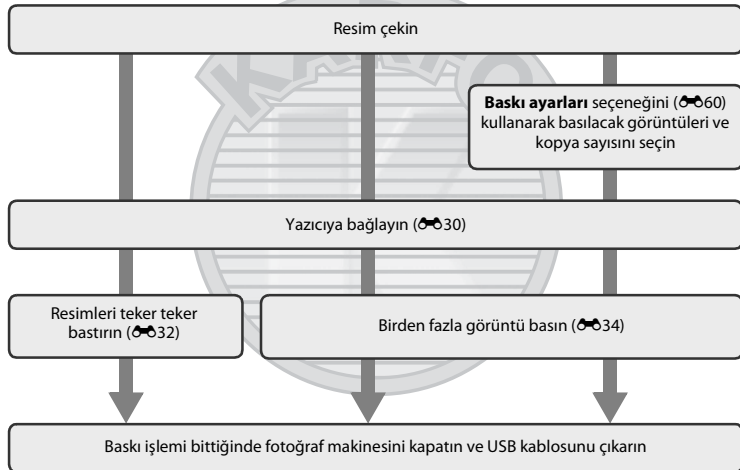 Resim çekin
Baskı ayarları seçeneğini (60)
kullanarak basılacak görüntüleri ve
kopya sayısını seçin
Yazıcıya bağlayın (30)
Resimleri teker teker
bastırın (32)
Birden fazla görüntü basın (34)
Baskı işlemi bittiğinde fotoğraf makinesini kapatın ve USB kablosunu çıkarın